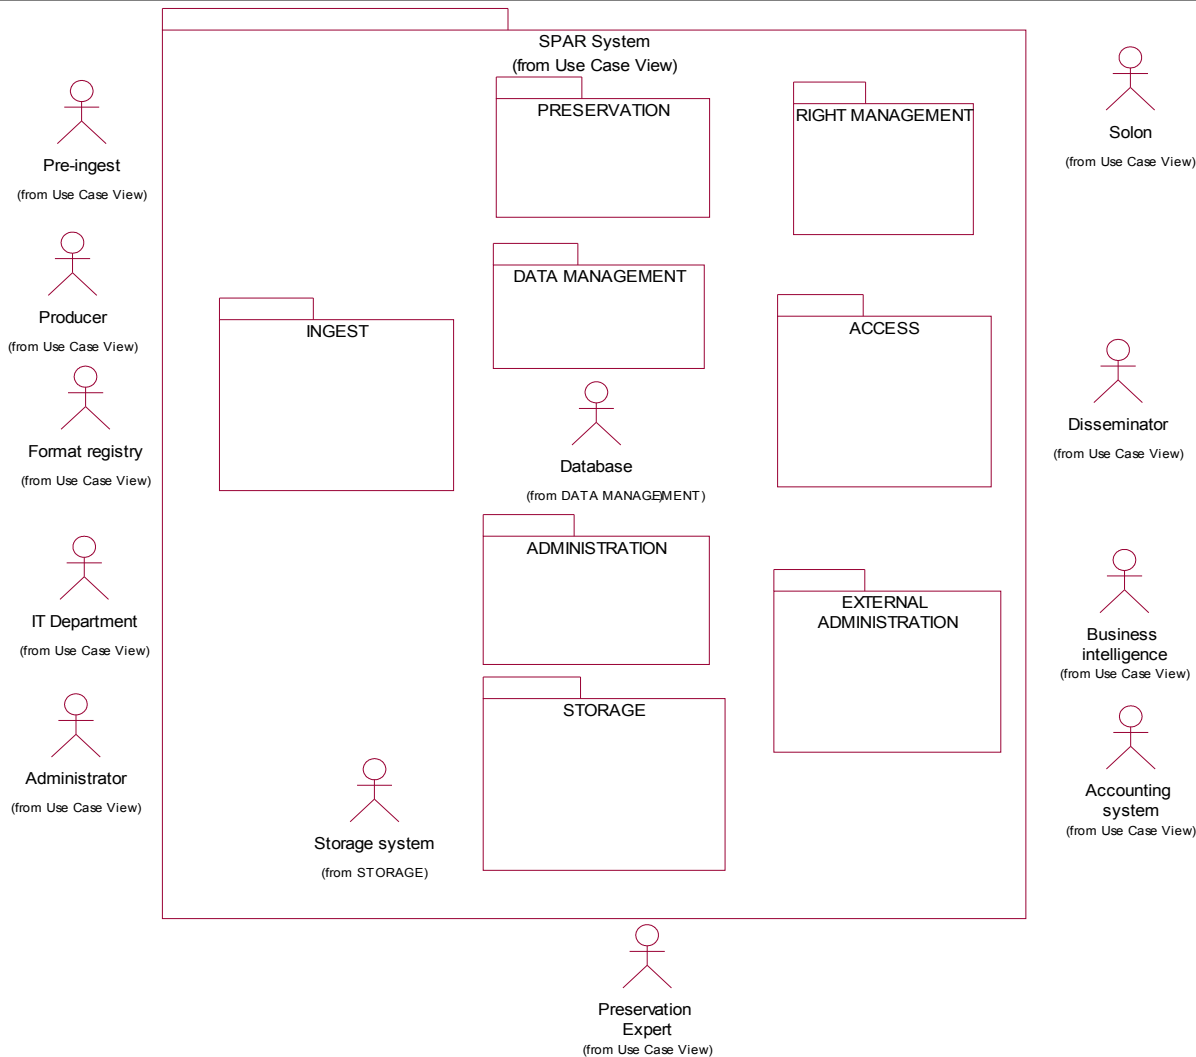 SPAR System
(from Use Case View)
PRESERVATION
RIGHT MANAGEMENT
Solon
(from Use Case View)
Pre-ingest
(from Use Case View)
DATA MANAGEMENT
Producer
(from Use Case View)
INGEST
ACCESS
Format registry
(from Use Case View)
Database
(from DATA MANAGEMENT)
Disseminator
(from Use Case View)
ADMINISTRATION
EXTERNAL
ADMINISTRATION
IT Department
(from Use Case View)
Business
intelligence
(from Use Case View)
STORAGE
Administrator
(from Use Case View)
Storage system
(from STORAGE)
Accounting
system
(from Use Case View)
Preservation
Expert
(from Use Case View)